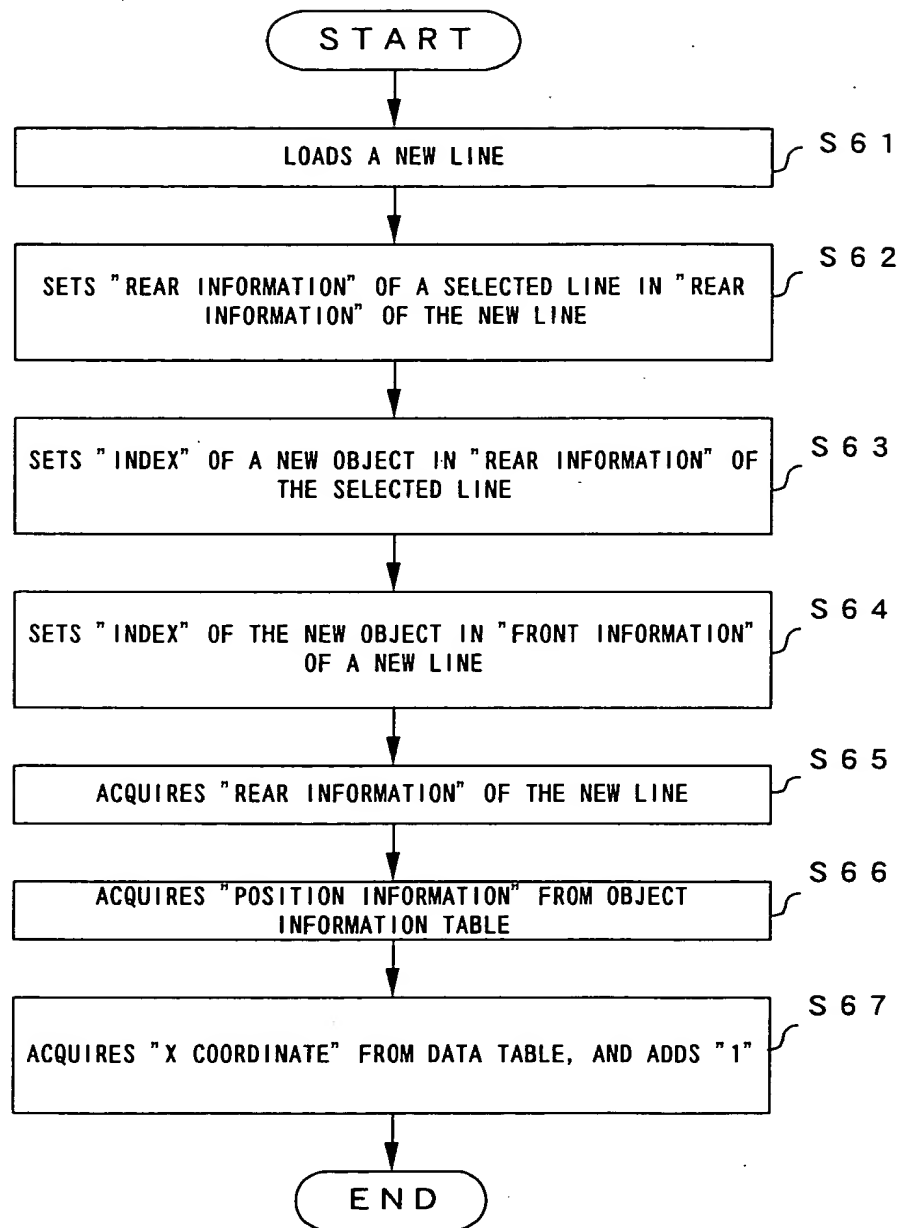 START
LOADS A NEW LINE
S61
SETS "REAR INFORMATION" OF A SELECTED LINE IN "REAR
INFORMATION" OF THE NEW LINE
S62
SETS "INDEX" OF A NEW OBJECT IN "REAR INFORMATION" OF
THE SELECTED LINE
S63
SETS "INDEX" OF THE NEW OBJECT IN "FRONT INFORMATION"
OF A NEW LINE
S64
ACQUIRES "REAR INFORMATION" OF THE NEW LINE
S65
ACQUIRES "POSITION INFORMATION" FROM OBJECT
INFORMATION TABLE
S66
ACQUIRES "X COORDINATE" FROM DATA TABLE, AND ADDS "1"
S67
END